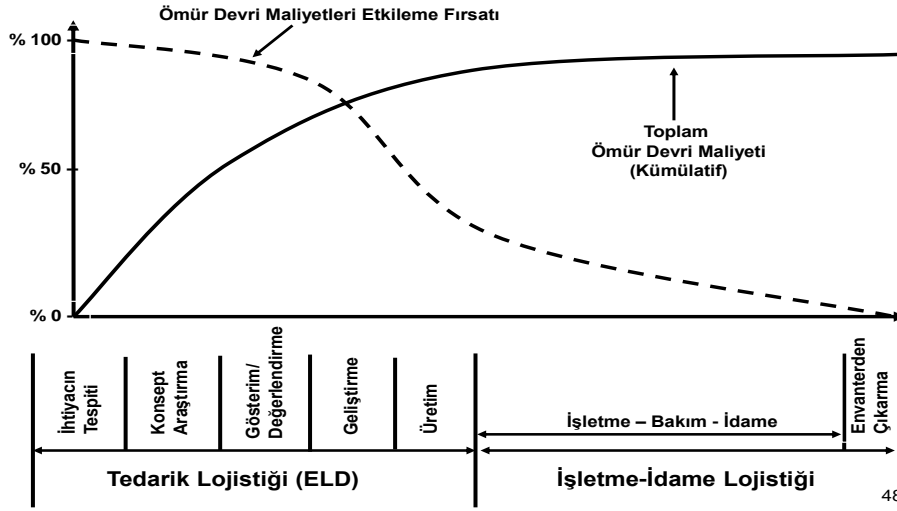 Ömür Devri Maliyetleri Etkileme Fırsatı
% 100
% 50
% 0
Toplam
Ömür Devri Maliyeti
(Kümülatif)
İhtiyacın
Tespiti
Konsept
Araştırma
Gösterim/
Değerlendirme
Geliştirme
Üretim
İşletme – Bakım - İdame
Envanterden
Çıkarma
Tedarik Lojistiği (ELD)
İşletme-İdame Lojistiği
48